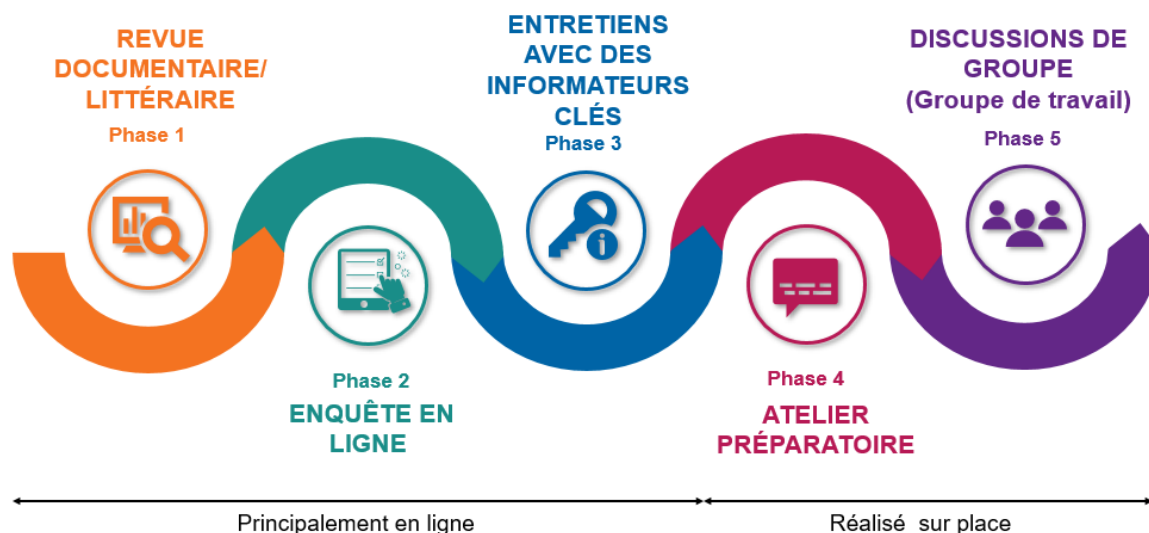 REVUE
DOCUMENTAIRE/
LITTÉRAIRE
Phase 1
Phase 2
ENQUÊTE EN
LIGNE
ENTRETIENS
AVEC DES
INFORMATEURS
CLÉS
Phase 3
Phase 4
ATELIER
PRÉPARATOIRE
DISCUSSIONS DE
GROUPE
(Groupe de travail)
Phase 5
Principalement en ligne
Réalisé sur place